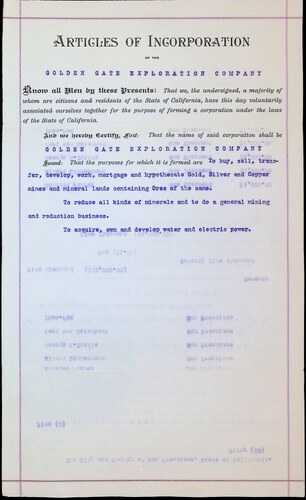 ARTICLES OF INCORPORATION
OF THE
GOLDEN GATE EXPLORATION COMPANY
Know all Men by these Presents: That we, the undersigned, a majority of
whom are citizens and residents of the State of California, have this day voluntarily
associated ourselves together for the purpose of forming a corporation under the laws
of the State of California.
And we hereby Certify, First: That the name of said corporation shall be
GOLDEN GATE EXPLORATION COMPANY
Second: That the purposes for which it is formed are To buy, sell, trans-
fer, develop, work, mortgage and hypothecate Gold, Silver and Copper
mines and mineral lands containing Ores of the same.
To reduce all kinds of minerals and to do a general mining
and reduction business.
To acquire, own and develop water and electric power.